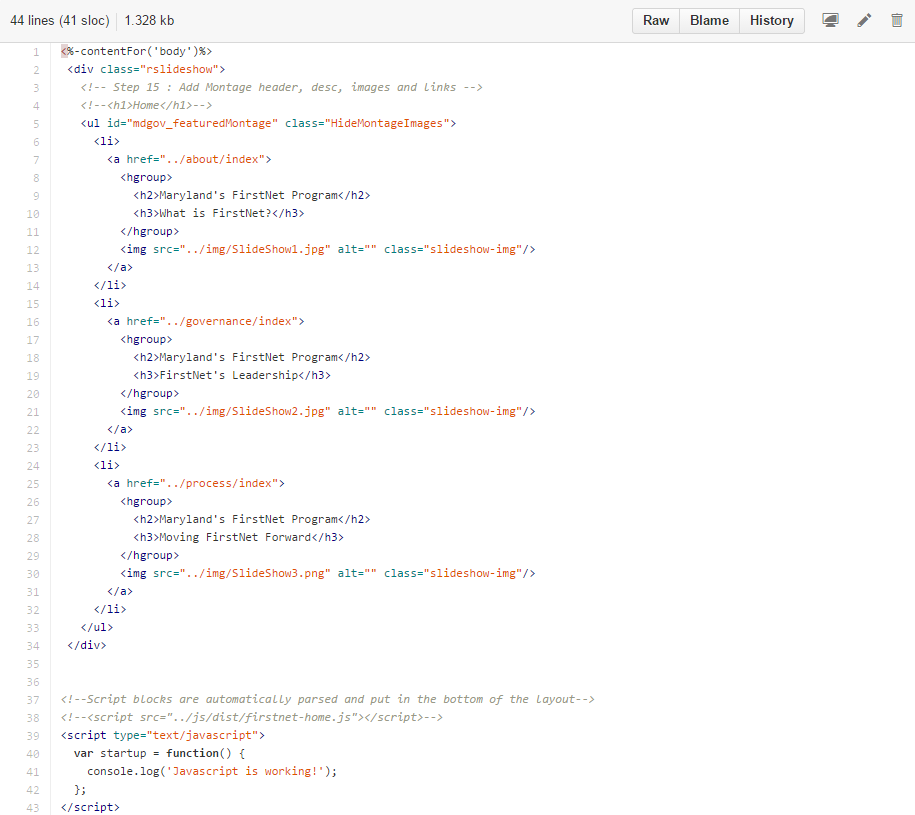 44 lines (41 sloc) 1.328 kb Raw Blame History
1 <%-contentFor('body')%>
2 <div class="rslideshow">
3 <!-- Step 15 : Add Montage header, desc, images and Links -->
4 <!--<h1>Home</h1>-->
5 <ul id="mdgov_featuredMontage" class="HideMontageImages">
6 <li>
7 <a href="../about/index">
8 <hgroup>
9 <h2>Maryland's FirstNet Program</h2>
10 <h3>What is FirstNet?</h3>
11 </hgroup>
12 <img src="../img/SlideShow1.jpg" alt="" class="slideshow-img"/>
13 </a>
14 </li>
15 <li>
16 <a href="../governance/index">
17 <hgroup>
18 <h2>Maryland's FirstNet Program</h2>
19 <h3>FirstNet's Leadership</h3>
20 </hgroup>
21 <img src="../img/SlideShow2.jpg" alt="" class="slideshow-img"/>
22 </a>
23 </li>
24 <li>
25 <a href="../process/index">
26 <hgroup>
27 <h2>Maryland's FirstNet Program</h2>
28 <h3>Moving FirstNet Forward</h3>
29 </hgroup>
30 <img src="../img/SlideShow3.png" alt="" class="slideshow-img"/>
31 </a>
32 </li>
33 </ul>
34 </div>
35
36
37 <!--Script blocks are automatically parsed and put in the bottom of the layout-->
38 <!--<script src="../js/dist/firstnet-home.js"></script>-->
39 <script type="text/javascript">
40 var startup = function() {
41 console.log('Javascript is working!');
42 };
43 </script>